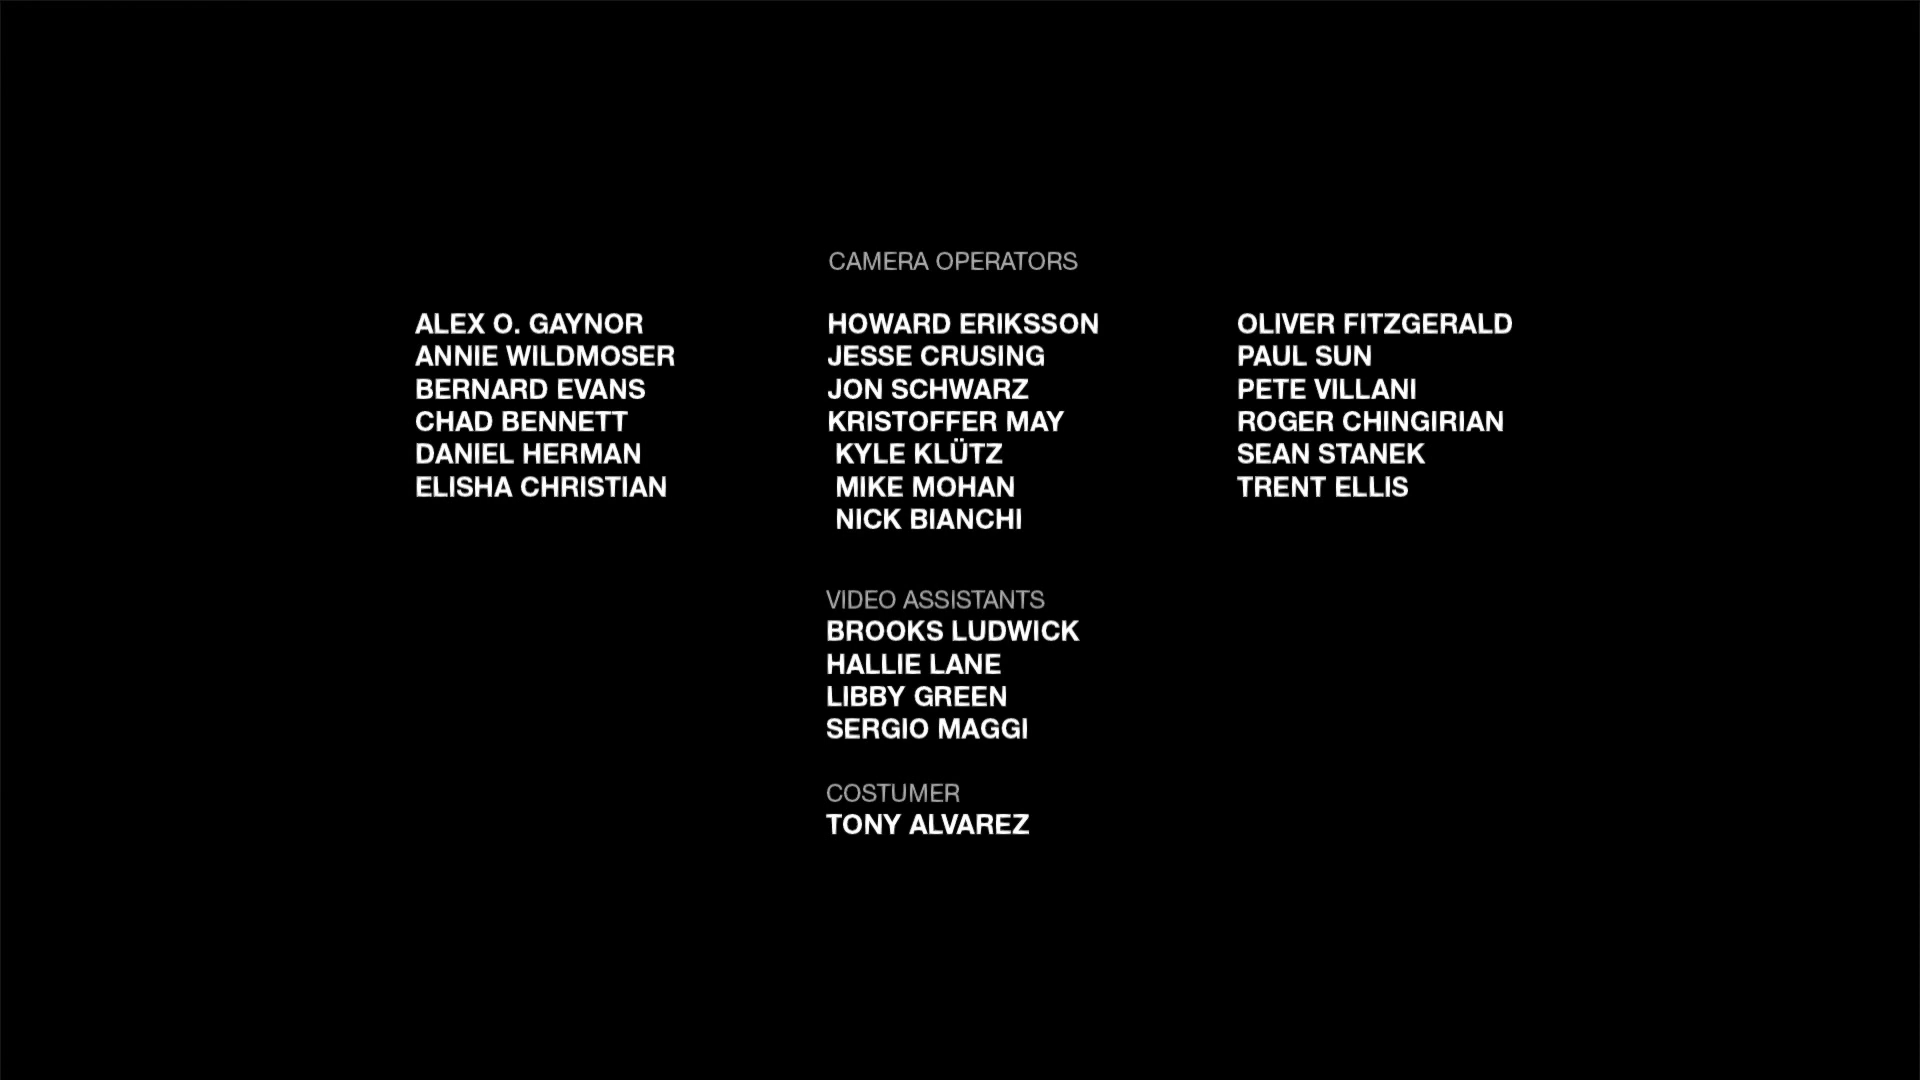 CAMERA OPERATORS
ALEX O. GAYNOR
ANNIE WILDMOSER
BERNARD EVANS
CHAD BENNETT
DANIEL HERMAN
ELISHA CHRISTIAN
HOWARD ERIKSSON
JESSE CRUSING
JON SCHWARZ
KRISTOFFER MAY
KYLE KLÜTZ
MIKE MOHAN
NICK BIANCHI
OLIVER FITZGERALD
PAUL SUN
PETE VILLANI
ROGER CHINGIRIAN
SEAN STANEK
TRENT ELLIS
VIDEO ASSISTANTS
BROOKS LUDWICK
HALLIE LANE
LIBBY GREEN
SERGIO MAGGI
COSTUMER
TONY ALVAREZ